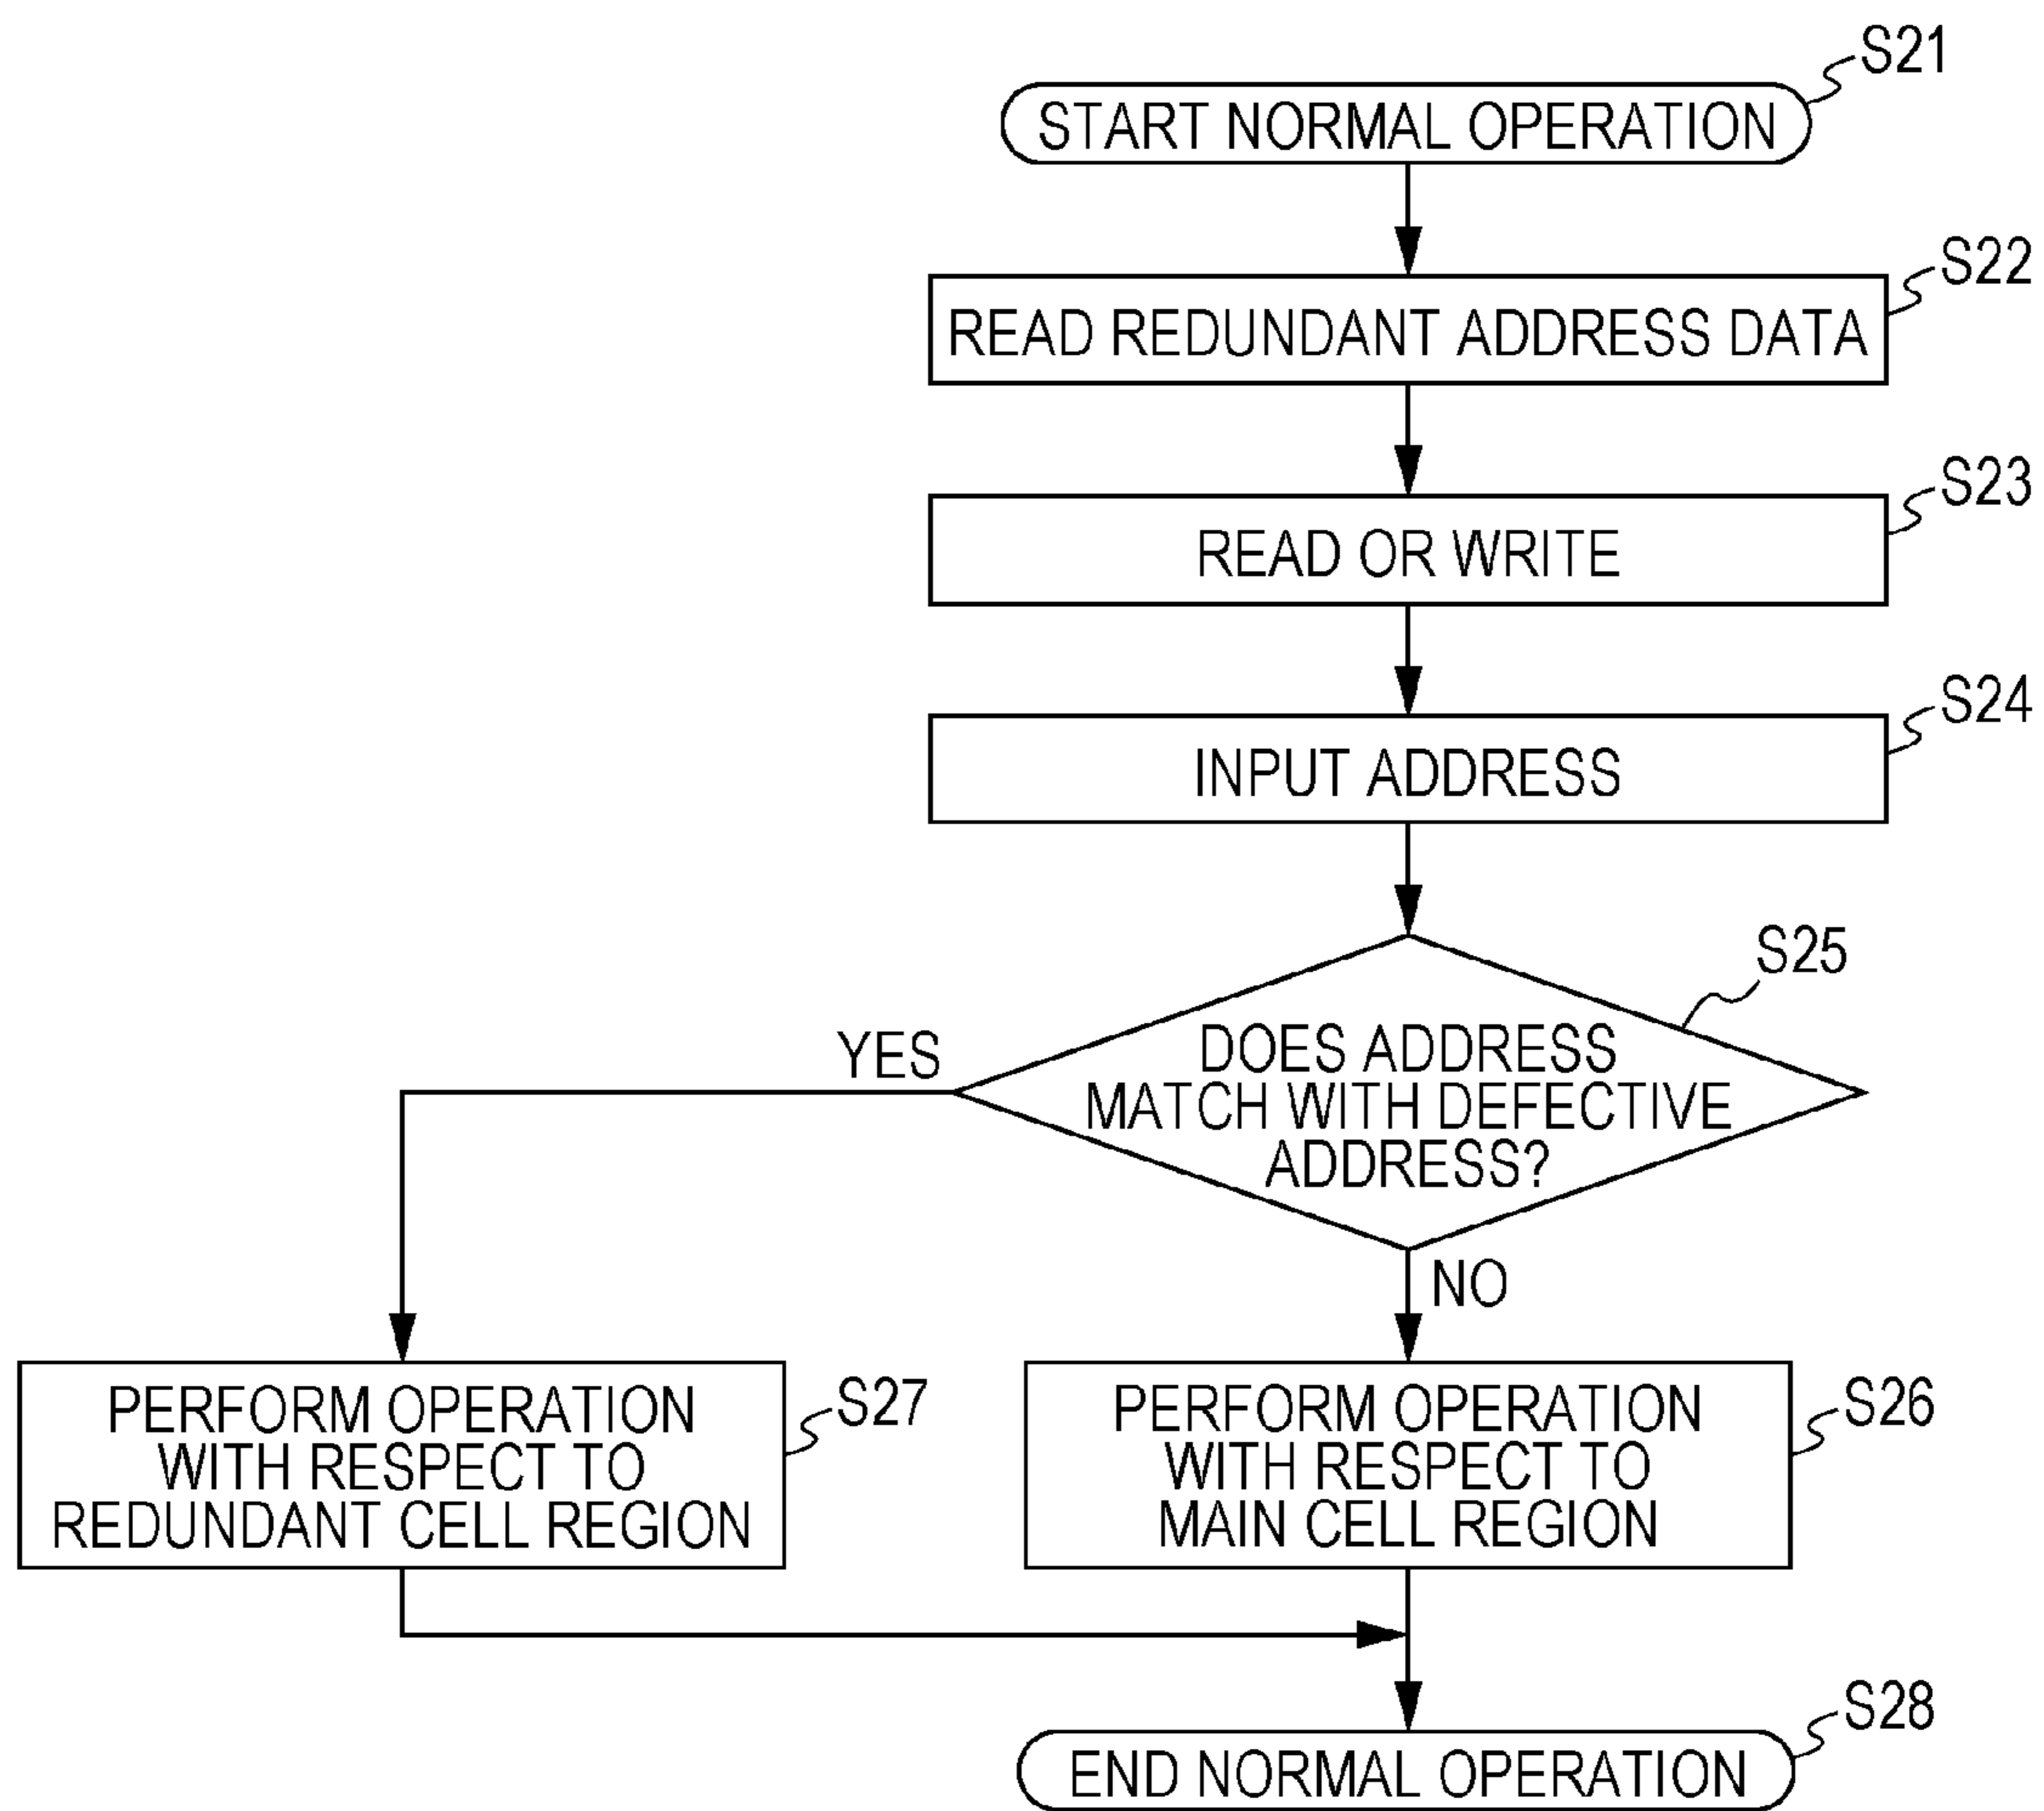 S21
START NORMAL OPERATION
S22
READ REDUNDANT ADDRESS DATA
S23
READ OR WRITE
S24
INPUT ADDRESS
S25
YES
DOES ADDRESS
MATCH WITH DEFECTIVE
ADDRESS?
NO
PERFORM OPERATION
WITH RESPECT TO
REDUNDANT CELL REGION
S27
PERFORM OPERATION
WITH RESPECT TO
MAIN CELL REGION
S26
S28
END NORMAL OPERATION